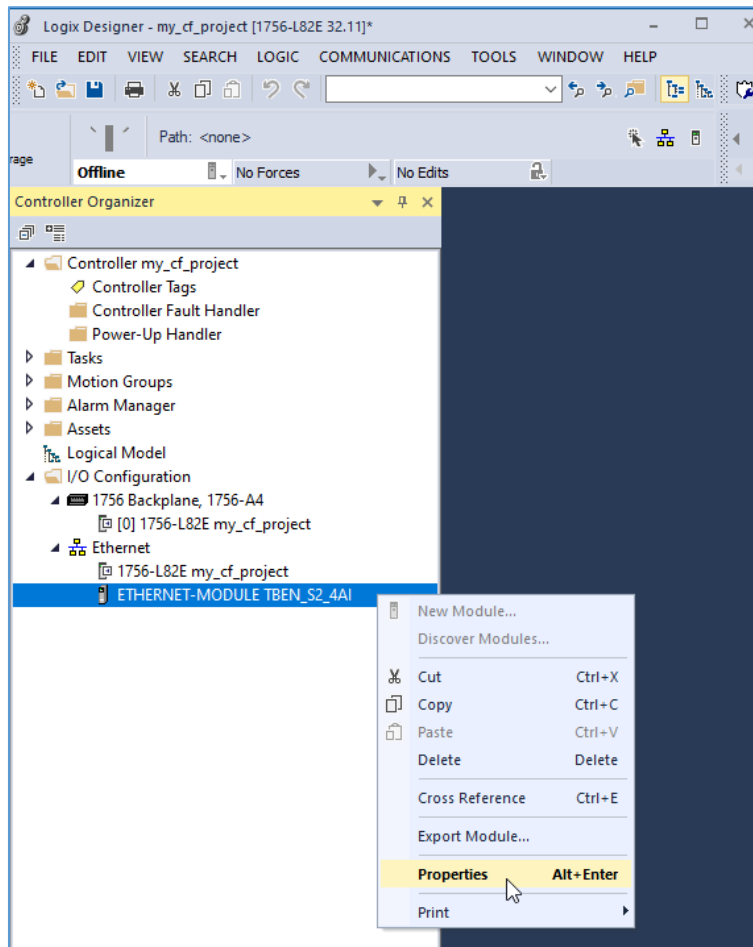 Logix Designer - my_cf_project [1756-L82E 32.11]*
FILE EDIT VIEW SEARCH LOGIC COMMUNICATIONS TOOLS WINDOW HELP
Path: <none>
rage
Offline No Forces No Edits
Controller Organizer
Controller my_cf_project
Controller Tags
Controller Fault Handler
Power-Up Handler
Tasks
Motion Groups
Alarm Manager
Assets
Logical Model
I/O Configuration
1756 Backplane, 1756-A4
[0] 1756-L82E my_cf_project
Ethernet
1756-L82E my_cf_project
ETHERNET-MODULE TBEN_S2_4AI
New Module...
Discover Modules...
Cut Ctrl+X
Copy Ctrl+C
Paste Ctrl+V
Delete Delete
Cross Reference Ctrl+E
Export Module...
Properties Alt+Enter
Print